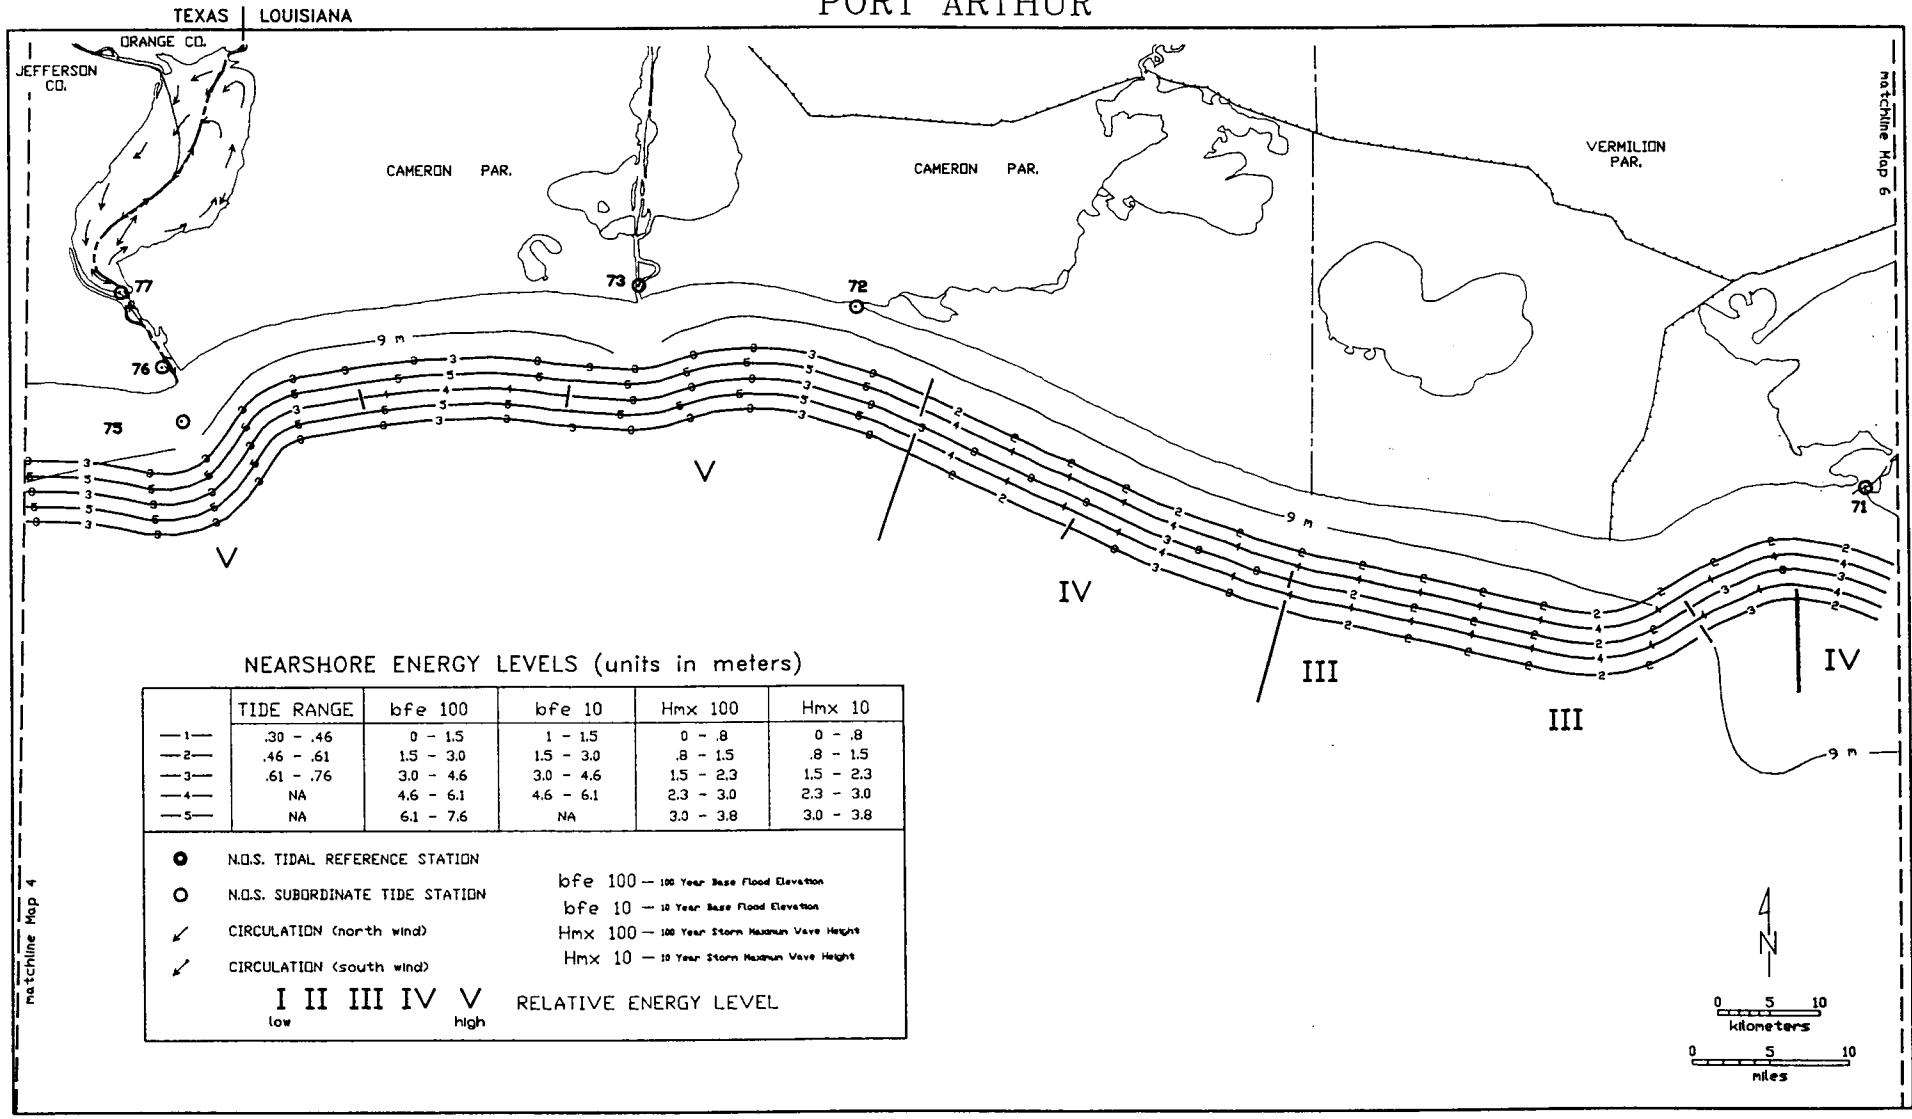 PORT ARTHUR
TEXAS | LOUISIANA
ORANGE CO.
JEFFERSON
CO.
CAMERON PAR.
CAMERON PAR.
VERMILION
PAR.
matchline Map 6
77
73
72
76
75
71
9 m
9 m
9 m
V
V
IV
III
III
IV
NEARSHORE ENERGY LEVELS (units in meters)
TIDE RANGE bfe 100 bfe 10 Hmx 100 Hmx 10
—1— .30 - .46 0 - 1.5 1 - 1.5 0 - .8 0 - .8
—2— .46 - .61 1.5 - 3.0 1.5 - 3.0 .8 - 1.5 .8 - 1.5
—3— .61 - .76 3.0 - 4.6 3.0 - 4.6 1.5 - 2.3 1.5 - 2.3
—4— NA 4.6 - 6.1 4.6 - 6.1 2.3 - 3.0 2.3 - 3.0
—5— NA 6.1 - 7.6 NA 3.0 - 3.8 3.0 - 3.8
N.O.S. TIDAL REFERENCE STATION
N.O.S. SUBORDINATE TIDE STATION
CIRCULATION (north wind)
CIRCULATION (south wind)
bfe 100 — 100 Year Base Flood Elevation
bfe 10 — 10 Year Base Flood Elevation
Hmx 100 — 100 Year Storm Maximum Wave Height
Hmx 10 — 10 Year Storm Maximum Wave Height
I II III IV V RELATIVE ENERGY LEVEL
low high
matchline Map 4
N
0 5 10
kilometers
0 5 10
miles